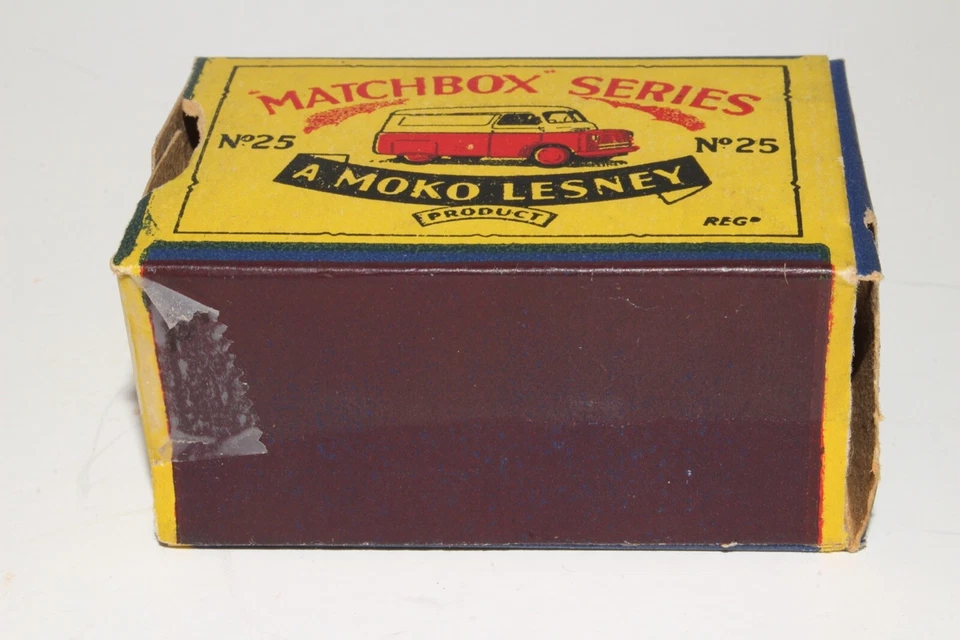 "MATCHBOX" SERIES
Nº25 Nº25
A MOKO LESNEY
PRODUCT
REGD